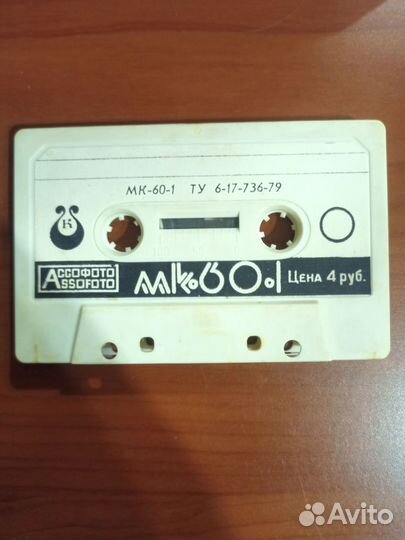 МК-60-1 ТУ 6-17-736-79
К
АССОФОТО
ASSOFOTO
МК60.1
ЦЕНА 4 руб.
Avito